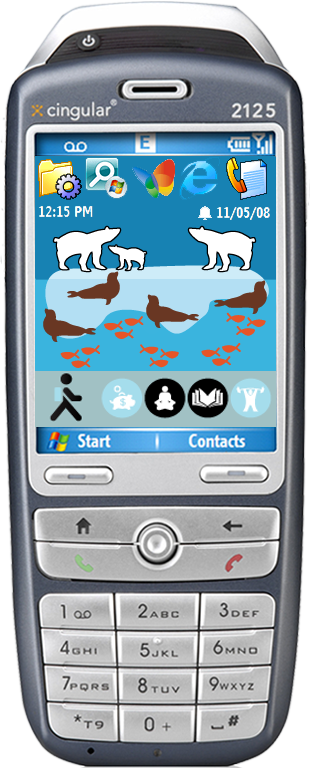 cingular®
2125
E
12:15 PM
11/05/08
Start
Contacts
1
2ABC
3DEF
4GHI
5JKL
6MNO
7PQRS
8TUV
9WXYZ
*T9
0 +
#